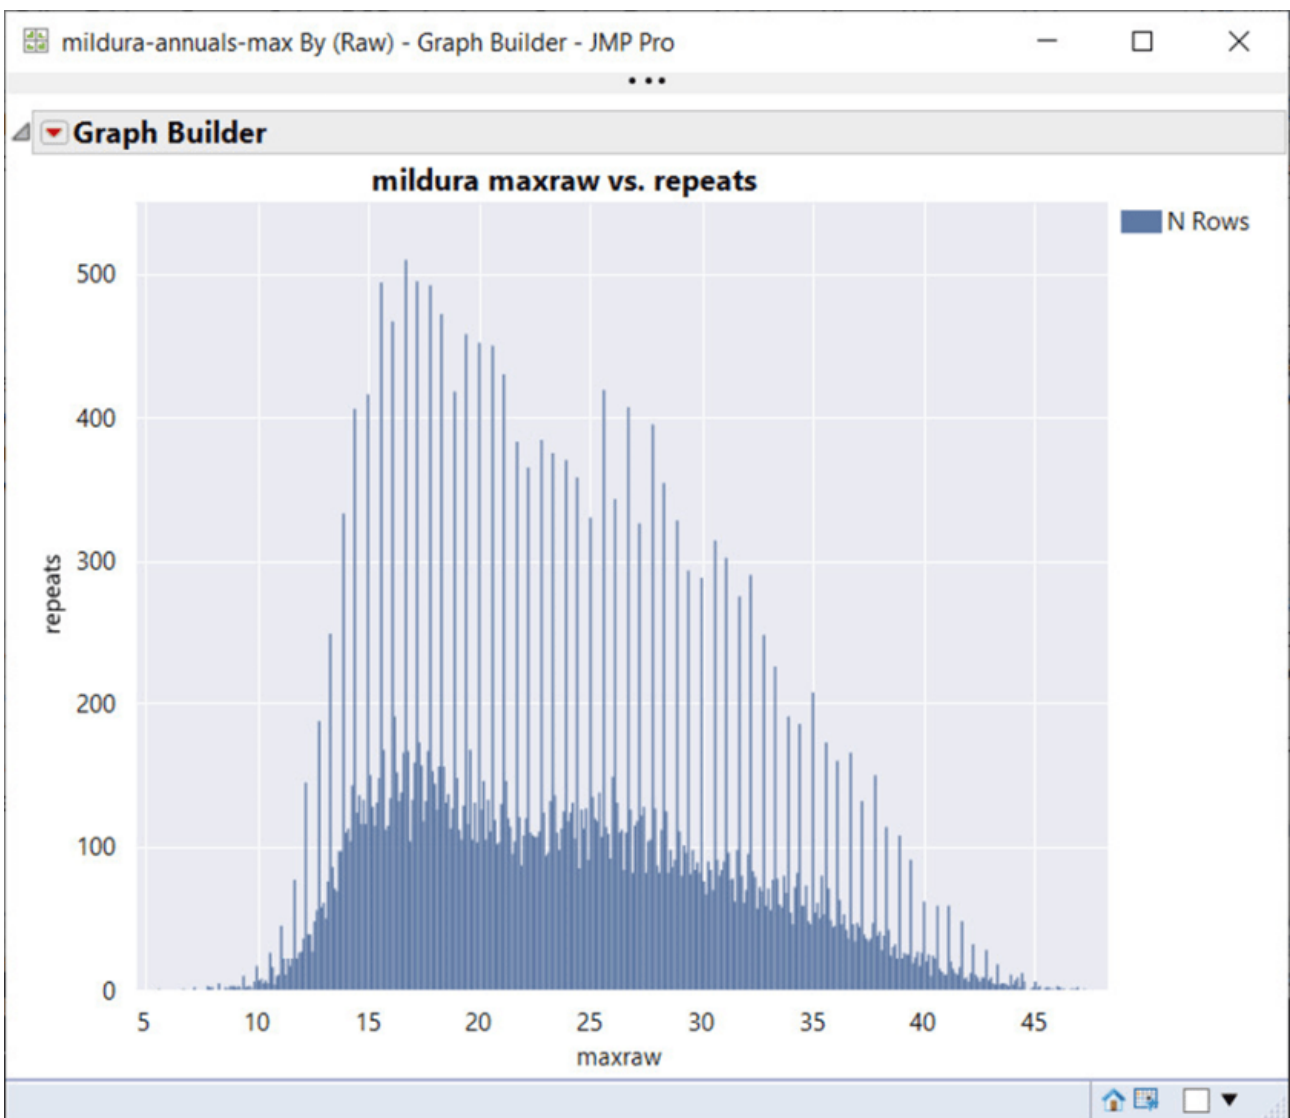 mildura-annuals-max By (Raw) - Graph Builder - JMP Pro
Graph Builder
mildura maxraw vs. repeats
N Rows
500
400
300
200
100
0
repeats
5 10 15 20 25 30 35 40 45
maxraw